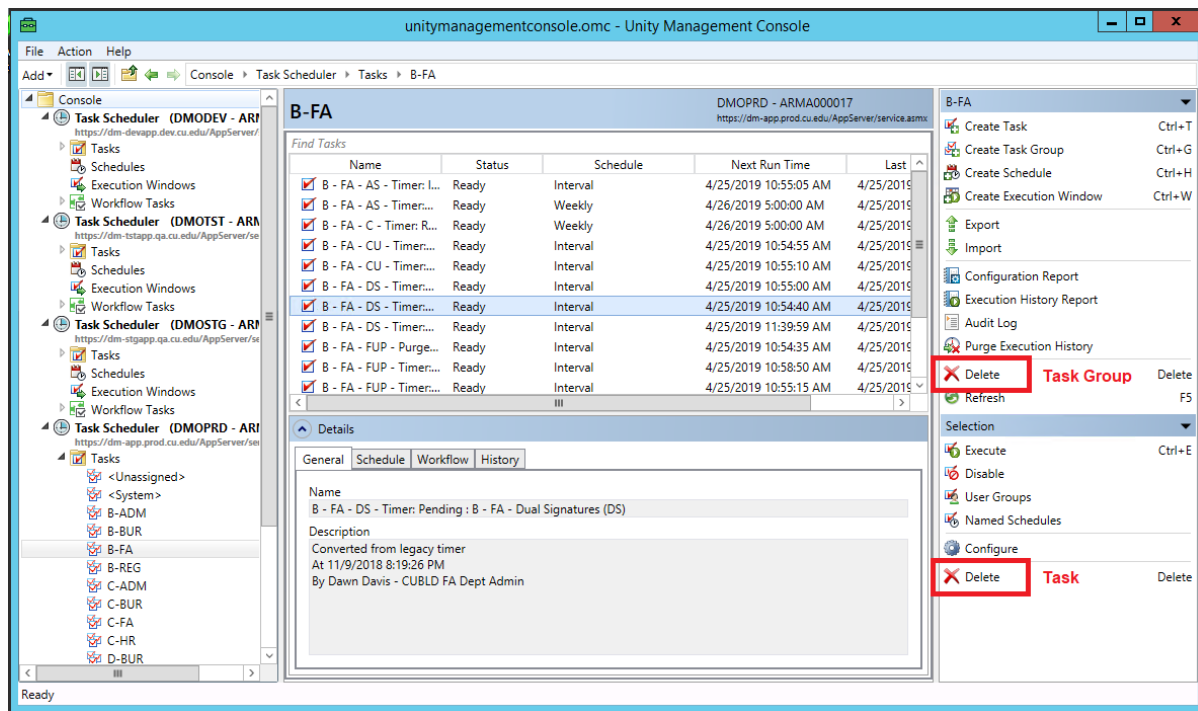 unitymanagementconsole.omc - Unity Management Console
File Action Help
Add Console Task Scheduler Tasks B-FA
Console
Task Scheduler (DMODEV - ARM
https://dm-devapp.dev.cu.edu/AppServer/
Tasks
Schedules
Execution Windows
Workflow Tasks
Task Scheduler (DMOTST - ARM
https://dm-tstapp.qa.cu.edu/AppServer/se
Tasks
Schedules
Execution Windows
Workflow Tasks
Task Scheduler (DMOSTG - ARM
https://dm-stgapp.qa.cu.edu/AppServer/se
Tasks
Schedules
Execution Windows
Workflow Tasks
Task Scheduler (DMOPRD - ARM
https://dm-app.prod.cu.edu/AppServer/ser
Tasks
<Unassigned>
<System>
B-ADM
B-BUR
B-FA
B-REG
C-ADM
C-BUR
C-FA
C-HR
D-BUR
B-FA
DMOPRD - ARMA000017
https://dm-app.prod.cu.edu/AppServer/service.asmx
Find Tasks
Name Status Schedule Next Run Time Last
B - FA - AS - Timer: I... Ready Interval 4/25/2019 10:55:05 AM 4/25/2019
B - FA - AS - Timer:... Ready Weekly 4/26/2019 5:00:00 AM 4/25/2019
B - FA - C - Timer: R... Ready Weekly 4/26/2019 5:00:00 AM 4/25/2019
B - FA - CU - Timer:... Ready Interval 4/25/2019 10:54:55 AM 4/25/2019
B - FA - CU - Timer:... Ready Interval 4/25/2019 10:55:10 AM 4/25/2019
B - FA - DS - Timer:... Ready Interval 4/25/2019 10:55:00 AM 4/25/2019
B - FA - DS - Timer:... Ready Interval 4/25/2019 10:54:40 AM 4/25/2019
B - FA - DS - Timer:... Ready Interval 4/25/2019 11:39:59 AM 4/25/2019
B - FA - FUP - Purge... Ready Interval 4/25/2019 10:54:35 AM 4/25/2019
B - FA - FUP - Timer:... Ready Interval 4/25/2019 10:58:50 AM 4/25/2019
B - FA - FUP - Timer:... Ready Interval 4/25/2019 10:55:15 AM 4/25/2019
Details
General Schedule Workflow History
Name
B - FA - DS - Timer: Pending : B - FA - Dual Signatures (DS)
Description
Converted from legacy timer
At 11/9/2018 8:19:26 PM
By Dawn Davis - CUBLD FA Dept Admin
B-FA
Create Task Ctrl+T
Create Task Group Ctrl+G
Create Schedule Ctrl+H
Create Execution Window Ctrl+W
Export
Import
Configuration Report
Execution History Report
Audit Log
Purge Execution History
Delete Task Group Delete
Refresh F5
Selection
Execute Ctrl+E
Disable
User Groups
Named Schedules
Configure
Delete Task Delete
Ready